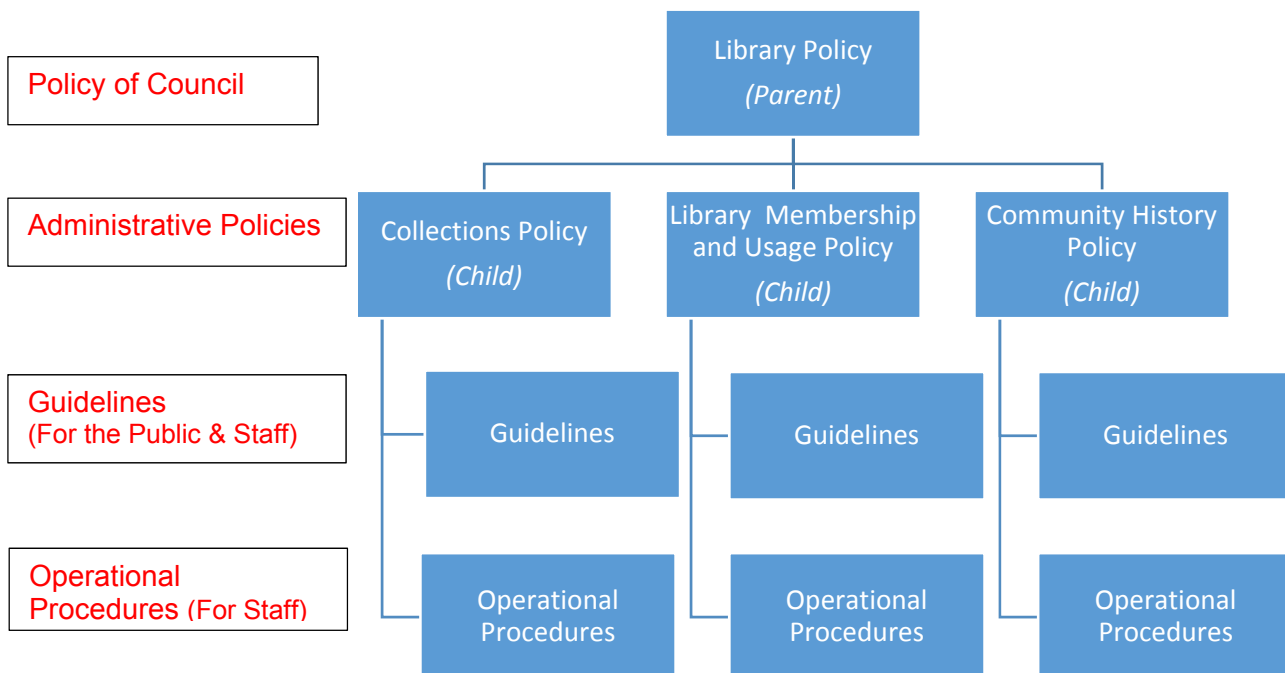 Policy of Council
Library Policy
(Parent)
Administrative Policies
Collections Policy
(Child)
Library Membership
and Usage Policy
(Child)
Community History
Policy
(Child)
Guidelines
(For the Public & Staff)
Guidelines
Guidelines
Guidelines
Operational
Procedures (For Staff)
Operational
Procedures
Operational
Procedures
Operational
Procedures